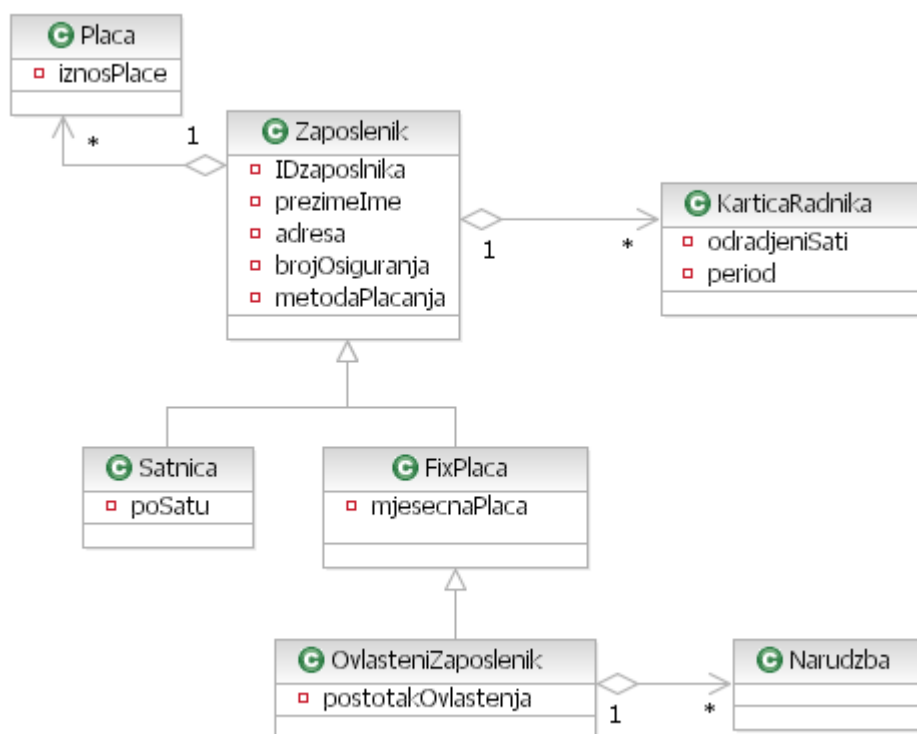 Placa
iznosPlace
1
*
Zaposlenik
IDzaposlnika
prezimeIme
adresa
brojOsiguranja
metodaPlacanja
1
*
KarticaRadnika
odradjeniSati
period
Satnica
poSatu
FixPlaca
mjesecnaPlaca
OvlasteniZaposlenik
postotakOvlastenja
1
*
Narudzba